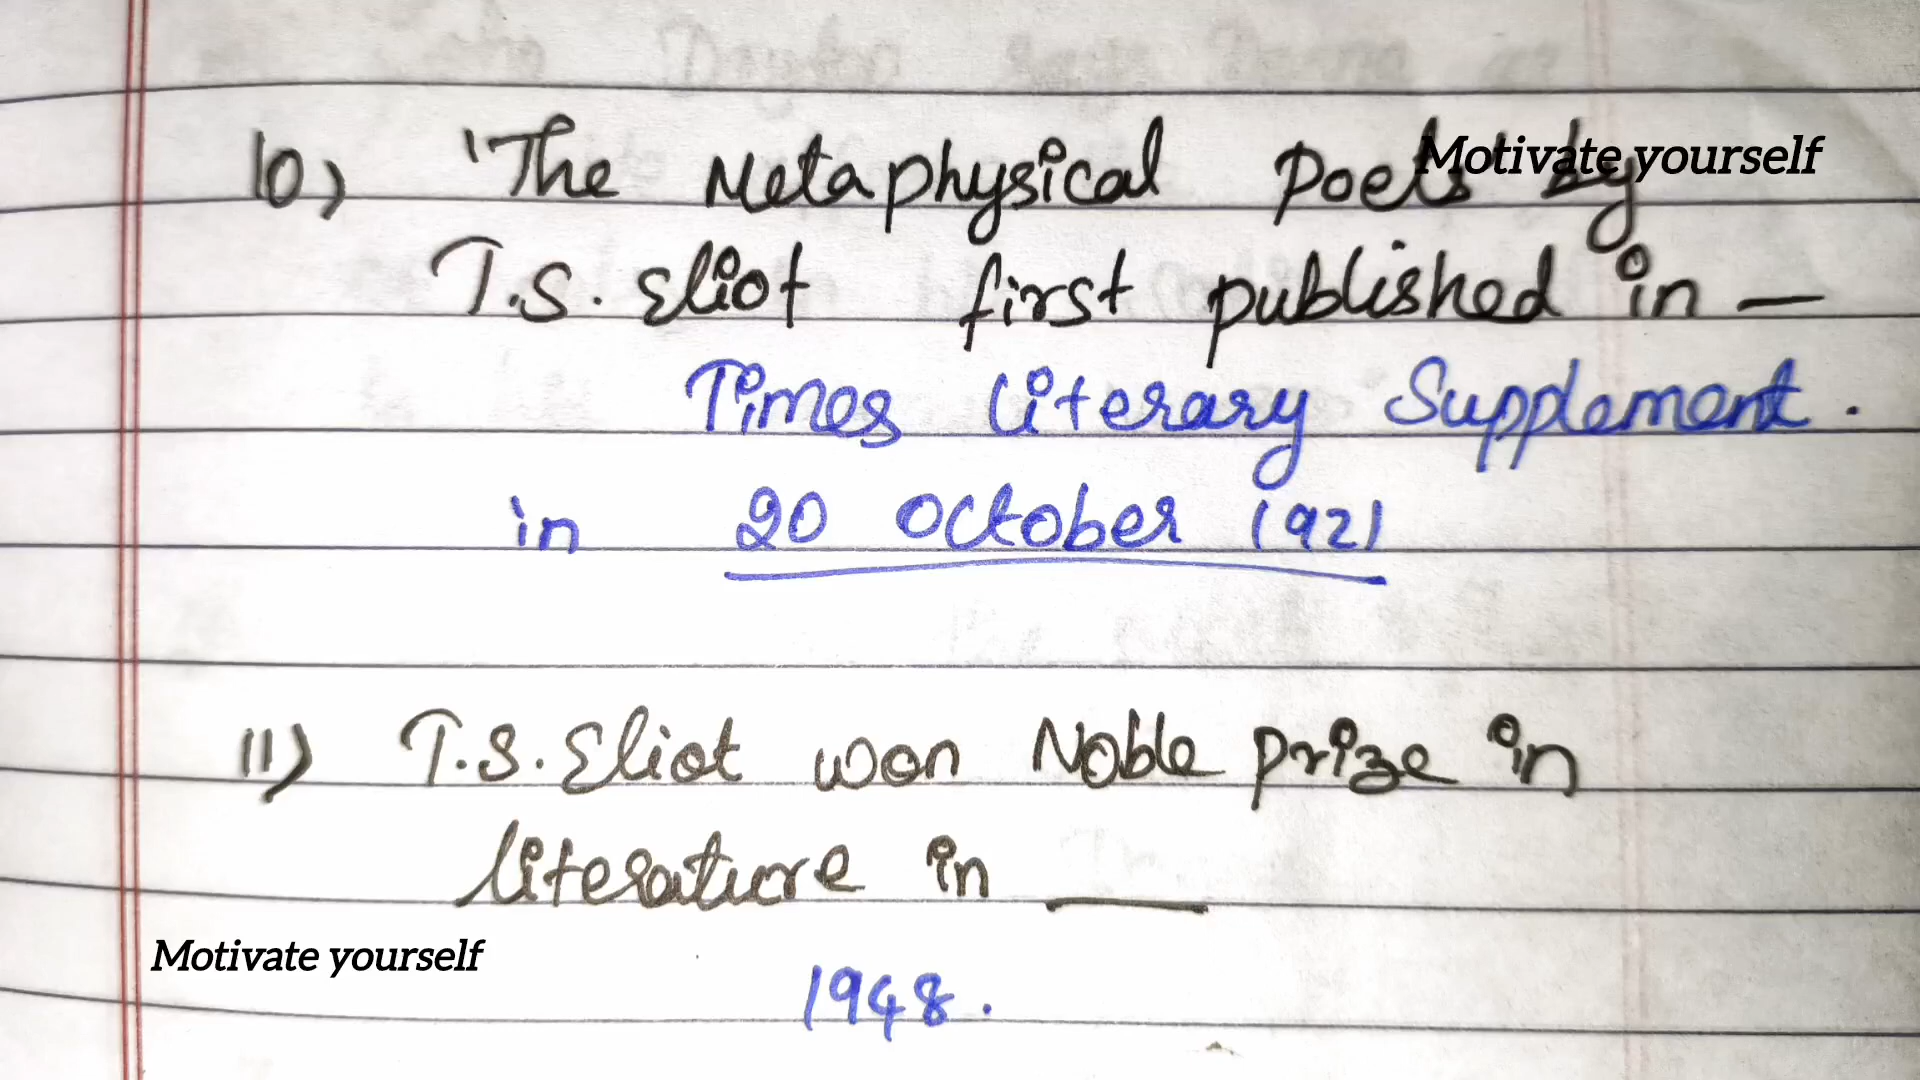 10) 'The Metaphysical Poets by
Motivate yourself
T.S. Eliot first published in —
Times Literary Supplement.
in 20 October 1921
11) T.S. Eliot won Noble prize in
literature in ___
Motivate yourself
1948.